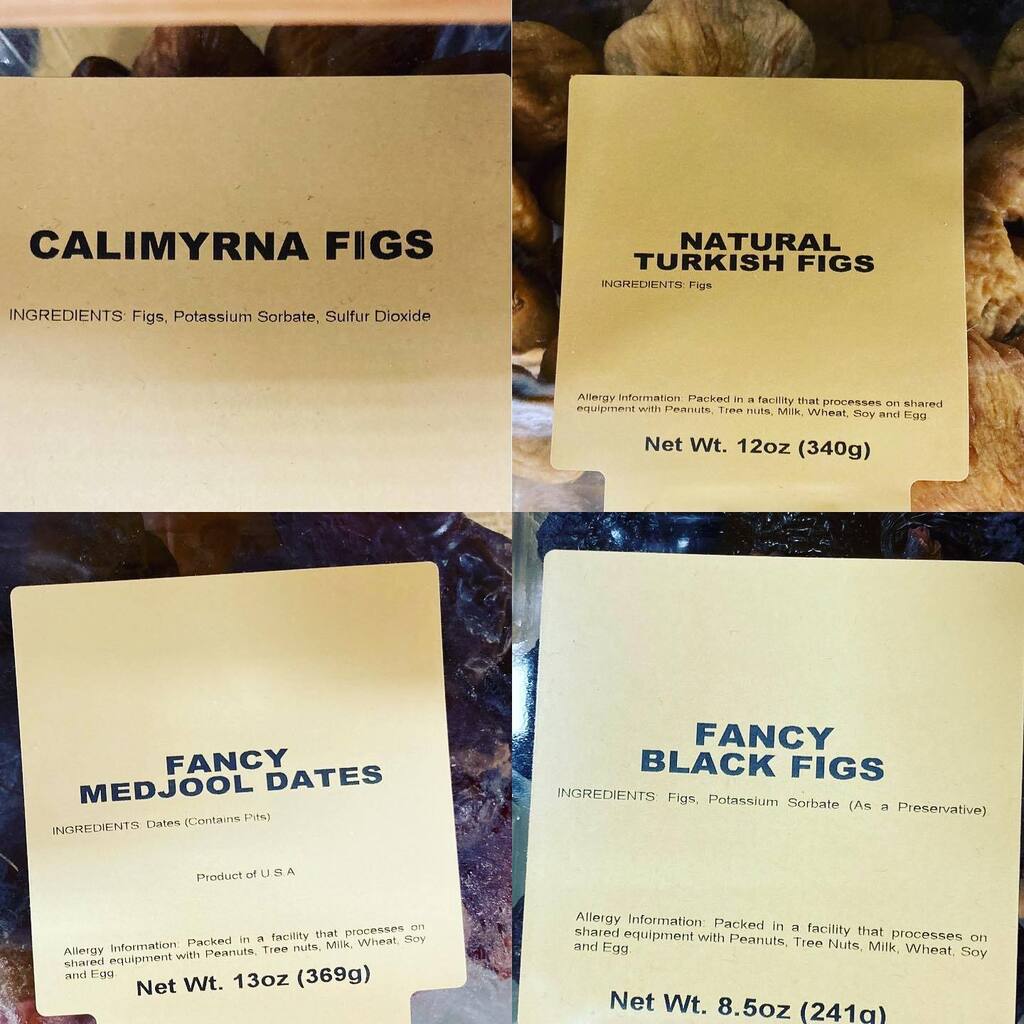 CALIMYRNA FIGS
INGREDIENTS: Figs, Potassium Sorbate, Sulfur Dioxide
NATURAL
TURKISH FIGS
INGREDIENTS: Figs
Allergy Information: Packed in a facility that processes on shared
equipment with Peanuts, Tree nuts, Milk, Wheat, Soy and Egg.
Net Wt. 12oz (340g)
FANCY
MEDJOOL DATES
INGREDIENTS: Dates (Contains Pits)
Product of U.S.A
Allergy Information: Packed in a facility that processes on
shared equipment with Peanuts, Tree nuts, Milk, Wheat, Soy
and Egg.
Net Wt. 13oz (369g)
FANCY
BLACK FIGS
INGREDIENTS: Figs, Potassium Sorbate (As a Preservative)
Allergy Information: Packed in a facility that processes on
shared equipment with Peanuts, Tree Nuts, Milk, Wheat, Soy
and Egg.
Net Wt. 8.5oz (241g)